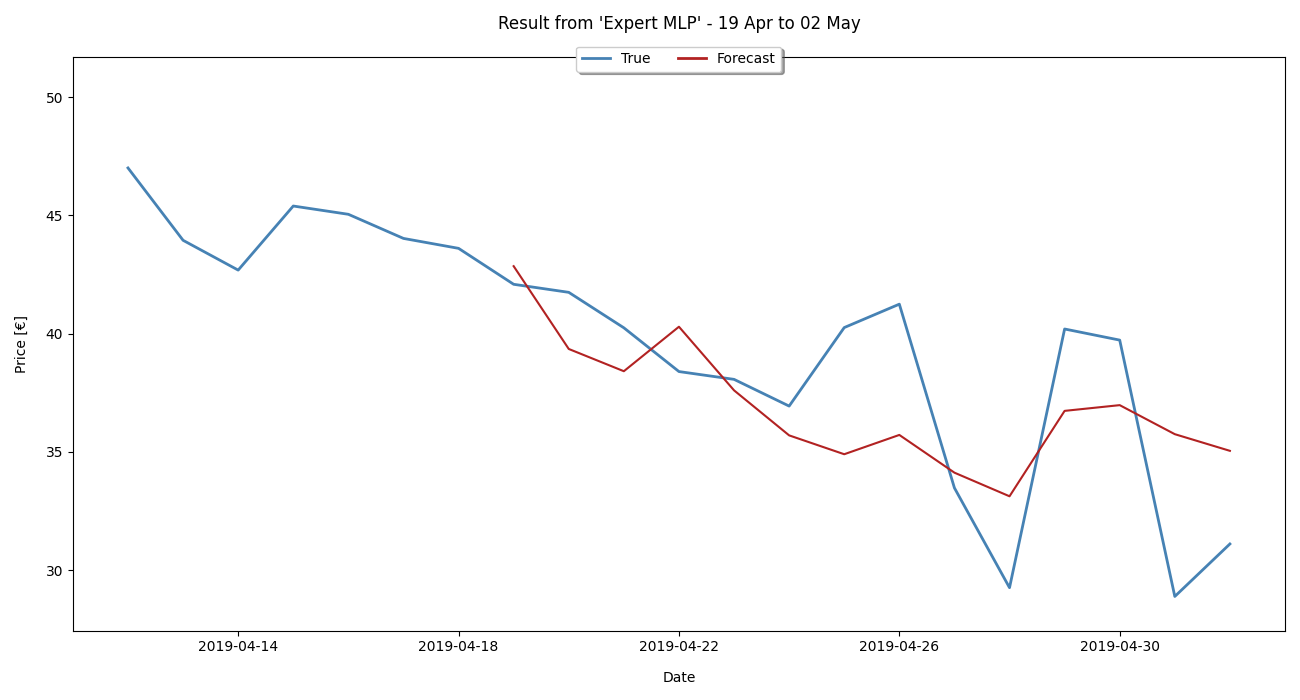 Result from 'Expert MLP' - 19 Apr to 02 May
True Forecast
50
45
40
35
30
Price [€]
2019-04-14 2019-04-18 2019-04-22 2019-04-26 2019-04-30
Date